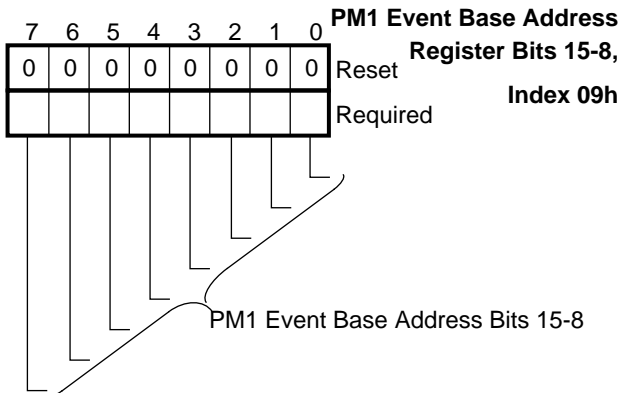 PM1 Event Base Address
Register Bits 15-8,
Index 09h
7 6 5 4 3 2 1 0
0 0 0 0 0 0 0 0 Reset
Required
PM1 Event Base Address Bits 15-8